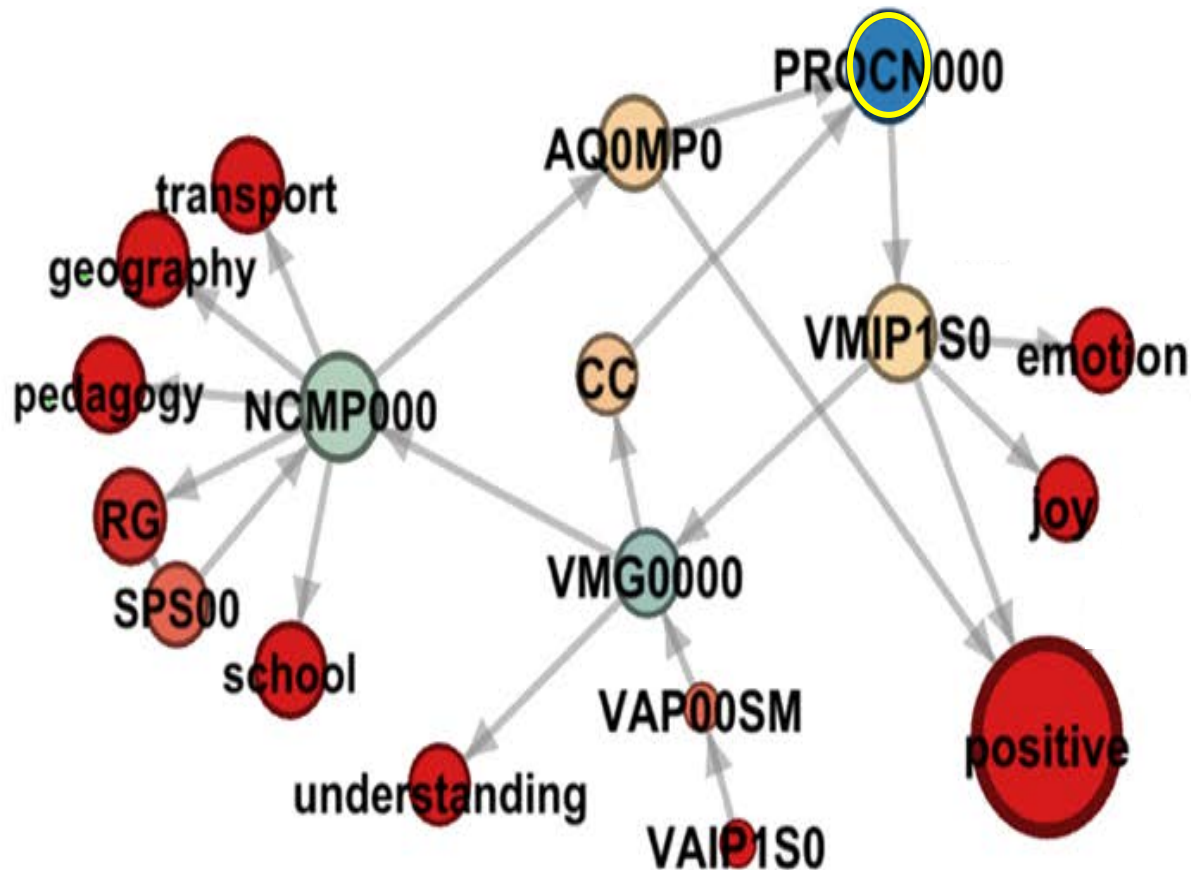 PROCN000
AQ0MP0
transport
geography
VMIP1S0
emotion
CC
pedagogy
NCMP000
RG
joy
VMG0000
SPS00
school
VAP00SM
positive
understanding
VAIP1S0